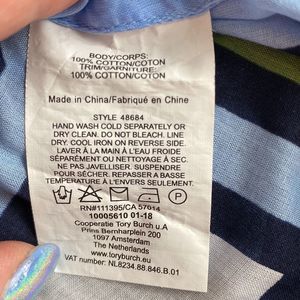 BODY/CORPS:
100% COTTON/COTON
TRIM/GARNITURE:
100% COTTON/COTON
Made in China/Fabriqué en Chine
STYLE 48684
HAND WASH COLD SEPARATELY OR
DRY CLEAN. DO NOT BLEACH. LINE
DRY. COOL IRON ON REVERSE SIDE.
LAVER À LA MAIN À L'EAU FROIDE
SÉPARÉMENT OU NETTOYAGE À SEC.
NE PAS JAVELLISER. SUSPENDRE
POUR SÉCHER. REPASSER A BASSE
TEMPÉRATURE À L'ENVERS SEULEMENT.
P
RN#111395/CA 57614
10005610 01-18
Cooperatie Tory Burch u.A
Prins Bernhardplein 200
1097 Amsterdam
The Netherlands
www.toryburch.eu
VAT number: NL8234.88.846.B.01